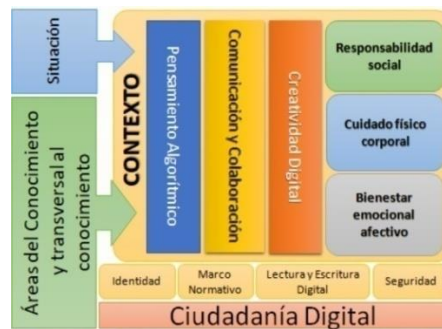 Situación
Áreas del Conocimiento
y transversal al
conocimiento
CONTEXTO
Pensamiento Algorítmico
Comunicación y Colaboración
Creatividad Digital
Responsabilidad
social
Cuidado físico
corporal
Bienestar
emocional
afectivo
Identidad
Marco
Normativo
Lectura y Escritura
Digital
Seguridad
Ciudadanía Digital